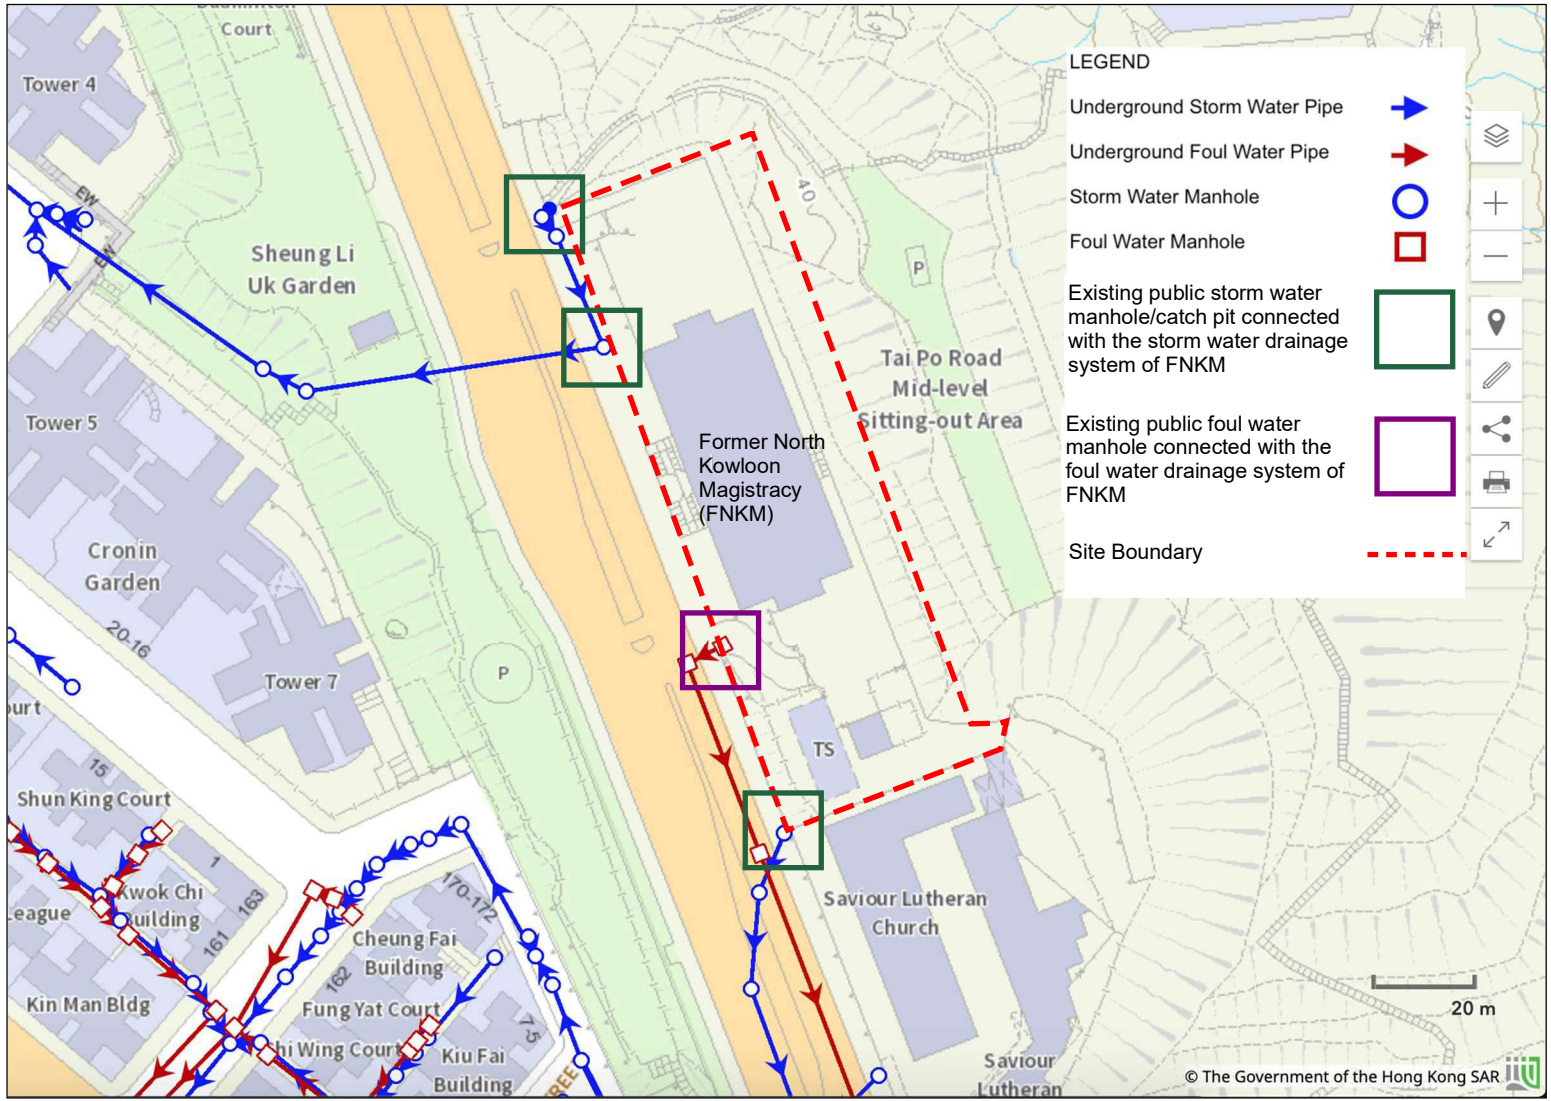 Court
Tower 4
EW
Sheung Li
Uk Garden
40
P
Tai Po Road
Mid-level
Sitting-out Area
Tower 5
Former North
Kowloon
Magistracy
(FNKM)
Cronin
Garden
20-16
Tower 7
P
TS
15
Shun King Court
1
163
Kwok Chi
Building
161
170-172
Cheung Fai
Building
162
Kin Man Bldg
Fung Yat Court
7-5
Kiu Fai
Building
Saviour Lutheran
Church
Saviour
Lutheran
LEGEND
Underground Storm Water Pipe
Underground Foul Water Pipe
Storm Water Manhole
Foul Water Manhole
Existing public storm water
manhole/catch pit connected
with the storm water drainage
system of FNKM
Existing public foul water
manhole connected with the
foul water drainage system of
FNKM
Site Boundary
20 m
© The Government of the Hong Kong SAR